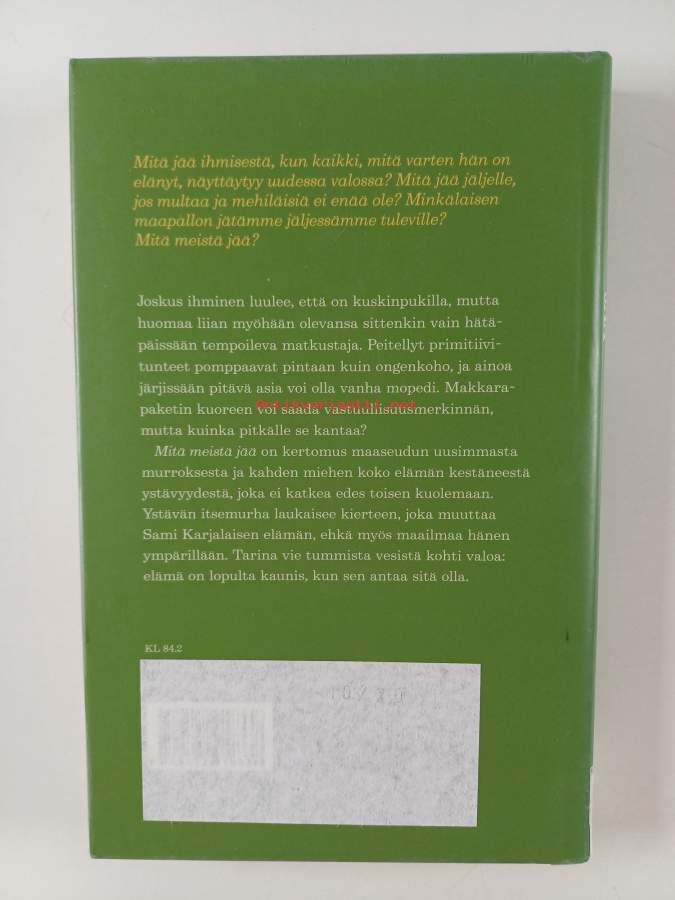 Mitä jää ihmisestä, kun kaikki, mitä varten hän on
elänyt, näyttäytyy uudessa valossa? Mitä jää jäljelle,
jos multaa ja mehiläisiä ei enää ole? Minkälaisen
maapallon jätämme jäljessämme tuleville?
Mitä meistä jää?
Joskus ihminen luulee, että on kuskinpukilla, mutta
huomaa liian myöhään olevansa sittenkin vain hätä-
päissään tempoileva matkustaja. Peitellyt primitiivi-
tunteet pomppaavat pintaan kuin ongenkoho, ja ainoa
järjissään pitävä asia voi olla vanha mopedi. Makkara-
paketin kuoreen voi saada vastuullisuusmerkinnän,
Antikvariaatti.net
mutta kuinka pitkälle se kantaa?
Mitä meistä jää on kertomus maaseudun uusimmasta
murroksesta ja kahden miehen koko elämän kestäneestä
ystävyydestä, joka ei katkea edes toisen kuolemaan.
Ystävän itsemurha laukaisee kierteen, joka muuttaa
Sami Karjalaisen elämän, ehkä myös maailmaa hänen
ympärillään. Tarina vie tummista vesistä kohti valoa:
elämä on lopulta kaunis, kun sen antaa sitä olla.
KL 84.2